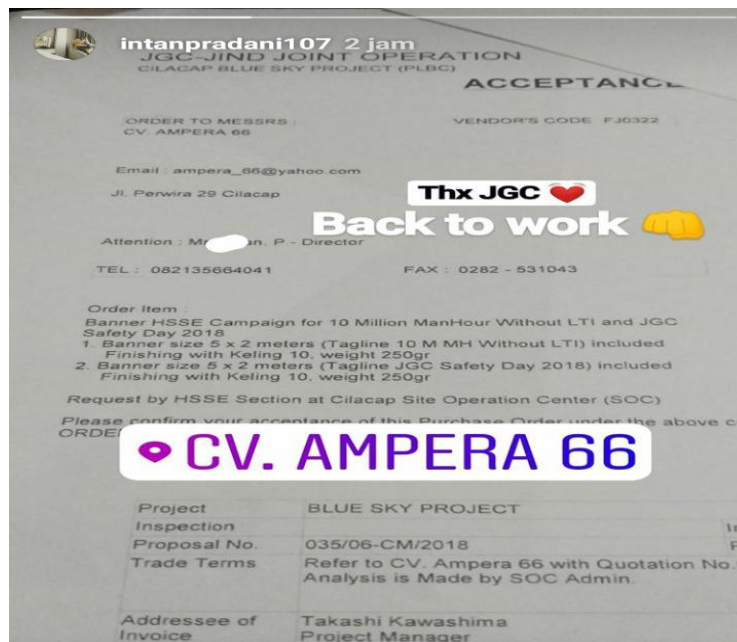 intanpradani107 2 jam
JGC-JIND JOINT OPERATION
CILACAP BLUE SKY PROJECT (PLBC)
ACCEPTANC
ORDER TO MESSRS :
VENDOR'S CODE FJ0322
CV. AMPERA 66
Email : ampera_66@yahoo.com
Jl. Perwira 29 Cilacap
Thx JGC ❤️
Back to work 👊
Attention : M an. P - Director
TEL : 082135664041
FAX : 0282 - 531043
Order Item :
Banner HSSE Campaign for 10 Million ManHour Without LTI and JGC
Safety Day 2018
1. Banner size 5 x 2 meters (Tagline 10 M MH Without LTI) included
Finishing with Keling 10, weight 250gr
2. Banner size 5 x 2 meters (Tagline JGC Safety Day 2018) included
Finishing with Keling 10, weight 250gr
Request by HSSE Section at Cilacap Site Operation Center (SOC)
Please confirm your acceptance of this Purchase Order under the above c
ORDE
CV. AMPERA 66
Project BLUE SKY PROJECT
Inspection
Proposal No. 035/06-CM/2018
Trade Terms Refer to CV. Ampera 66 with Quotation No.
Analysis is Made by SOC Admin.
Addressee of Takashi Kawashima
Invoice Project Manager